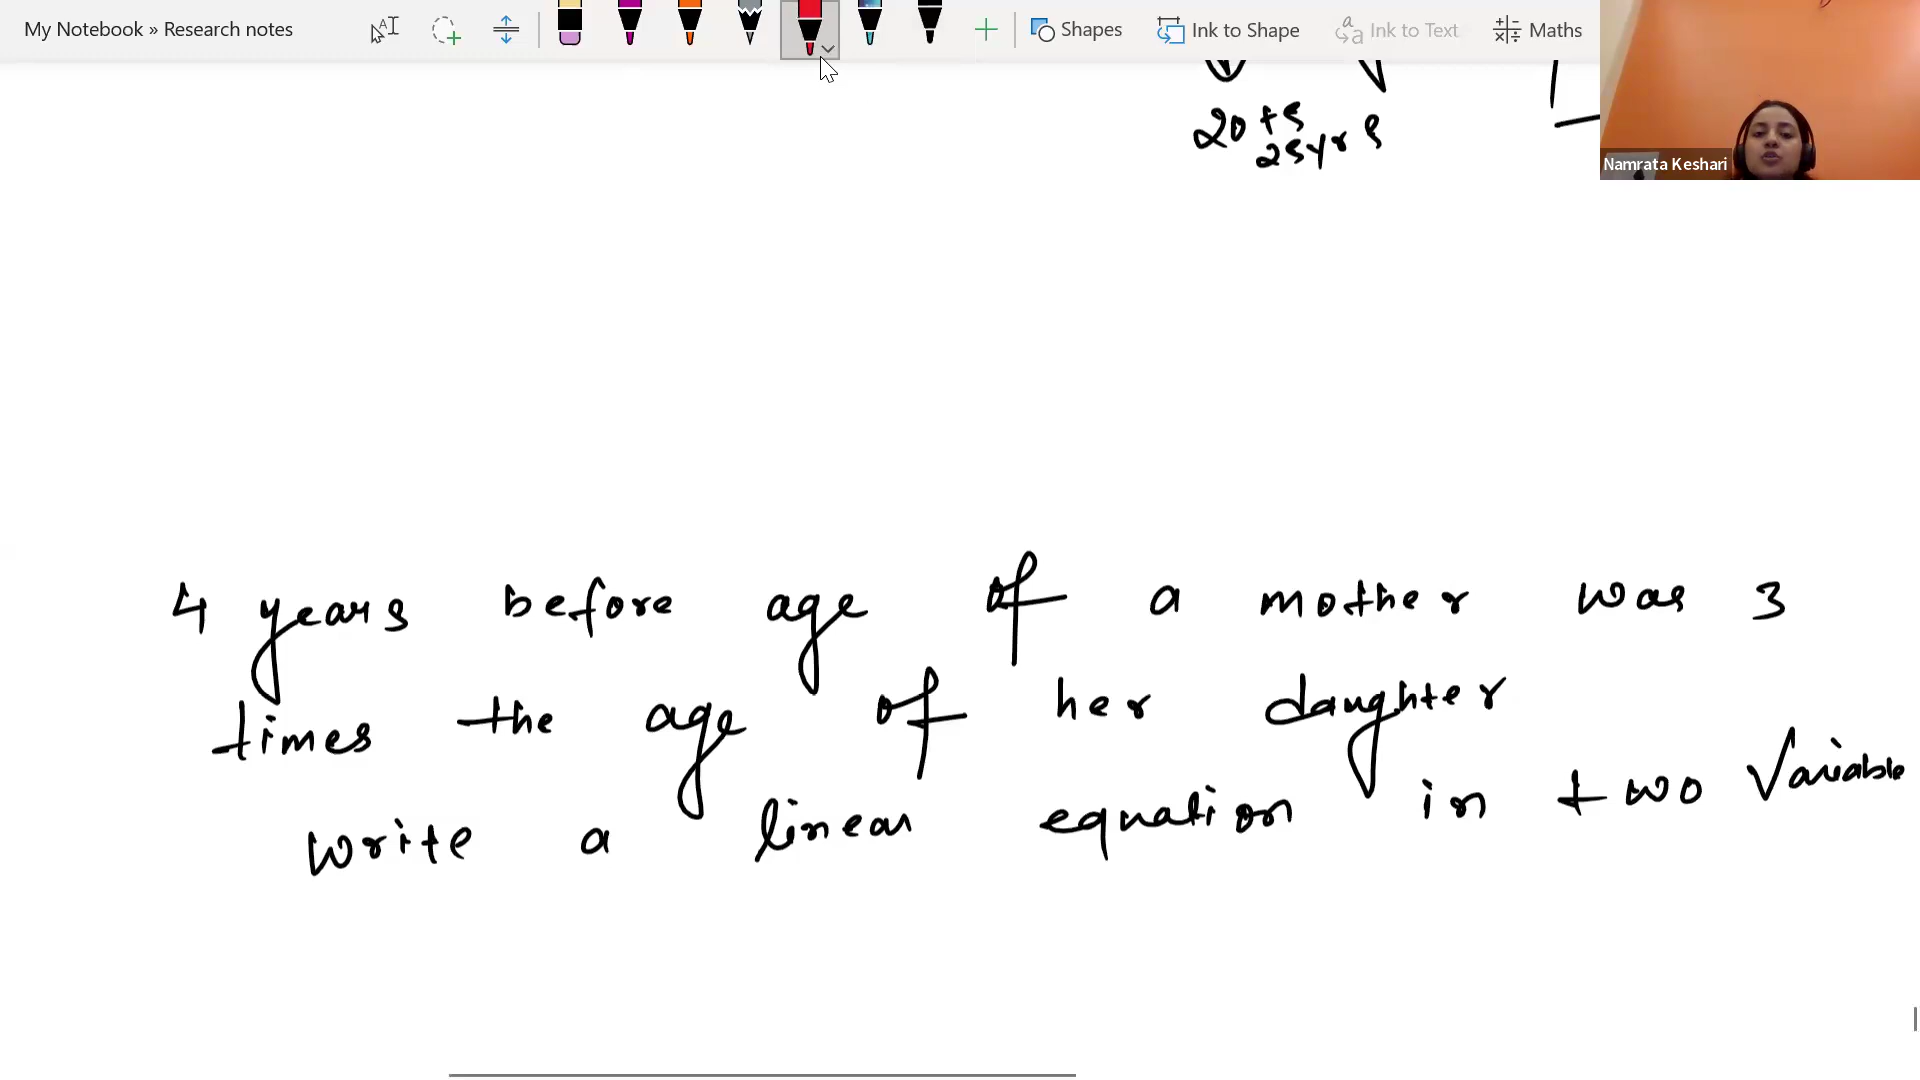 My Notebook » Research notes
Shapes
Ink to Shape
Ink to Text
Maths
20 +5
25yrs
Namrata Keshari
4 years before age of a mother was 3
times the age of her daughter
write a linear equation in two Variable